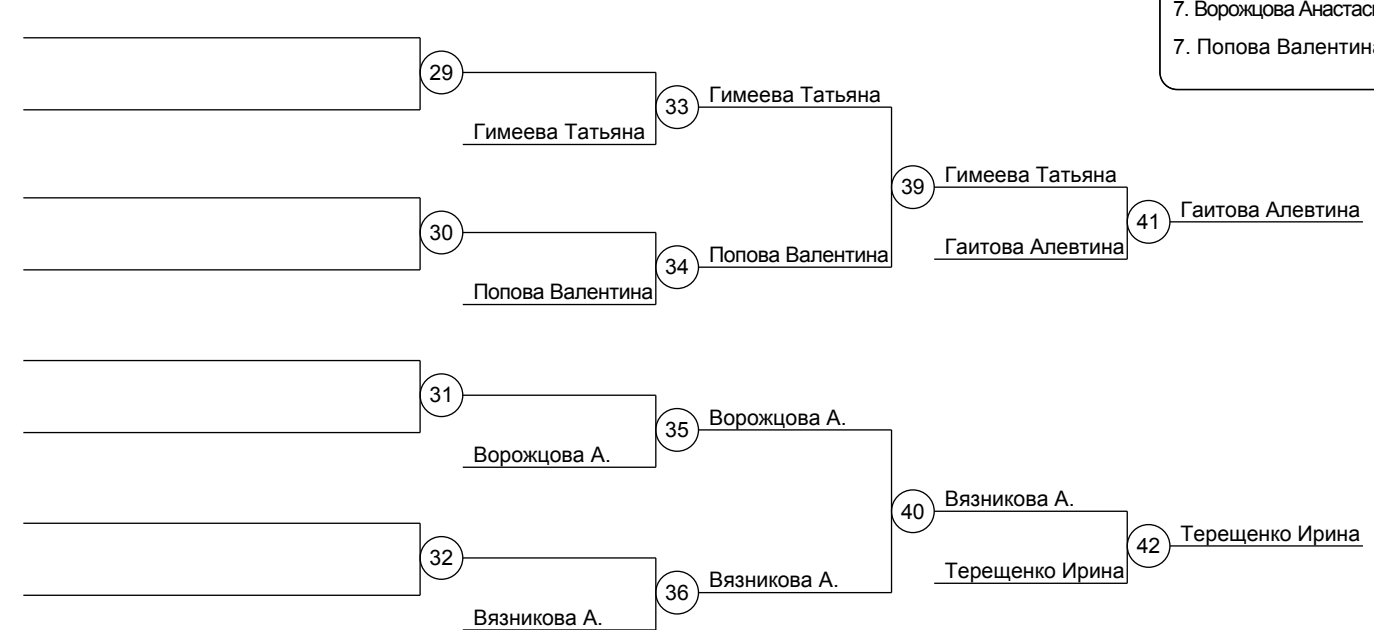 7. Ворожцова
7. Попова
29
33
Гимеева Татьяна
Гимеева Татьяна
39
Гимеева Татьяна
30
41
Гаитова Алевтина
34
Попова Валентина
Гаитова Алевтина
Попова Валентина
31
35
Ворожцова А.
Ворожцова А.
40
Вязникова А.
32
42
Терещенко Ирина
36
Вязникова А.
Терещенко Ирина
Вязникова А.